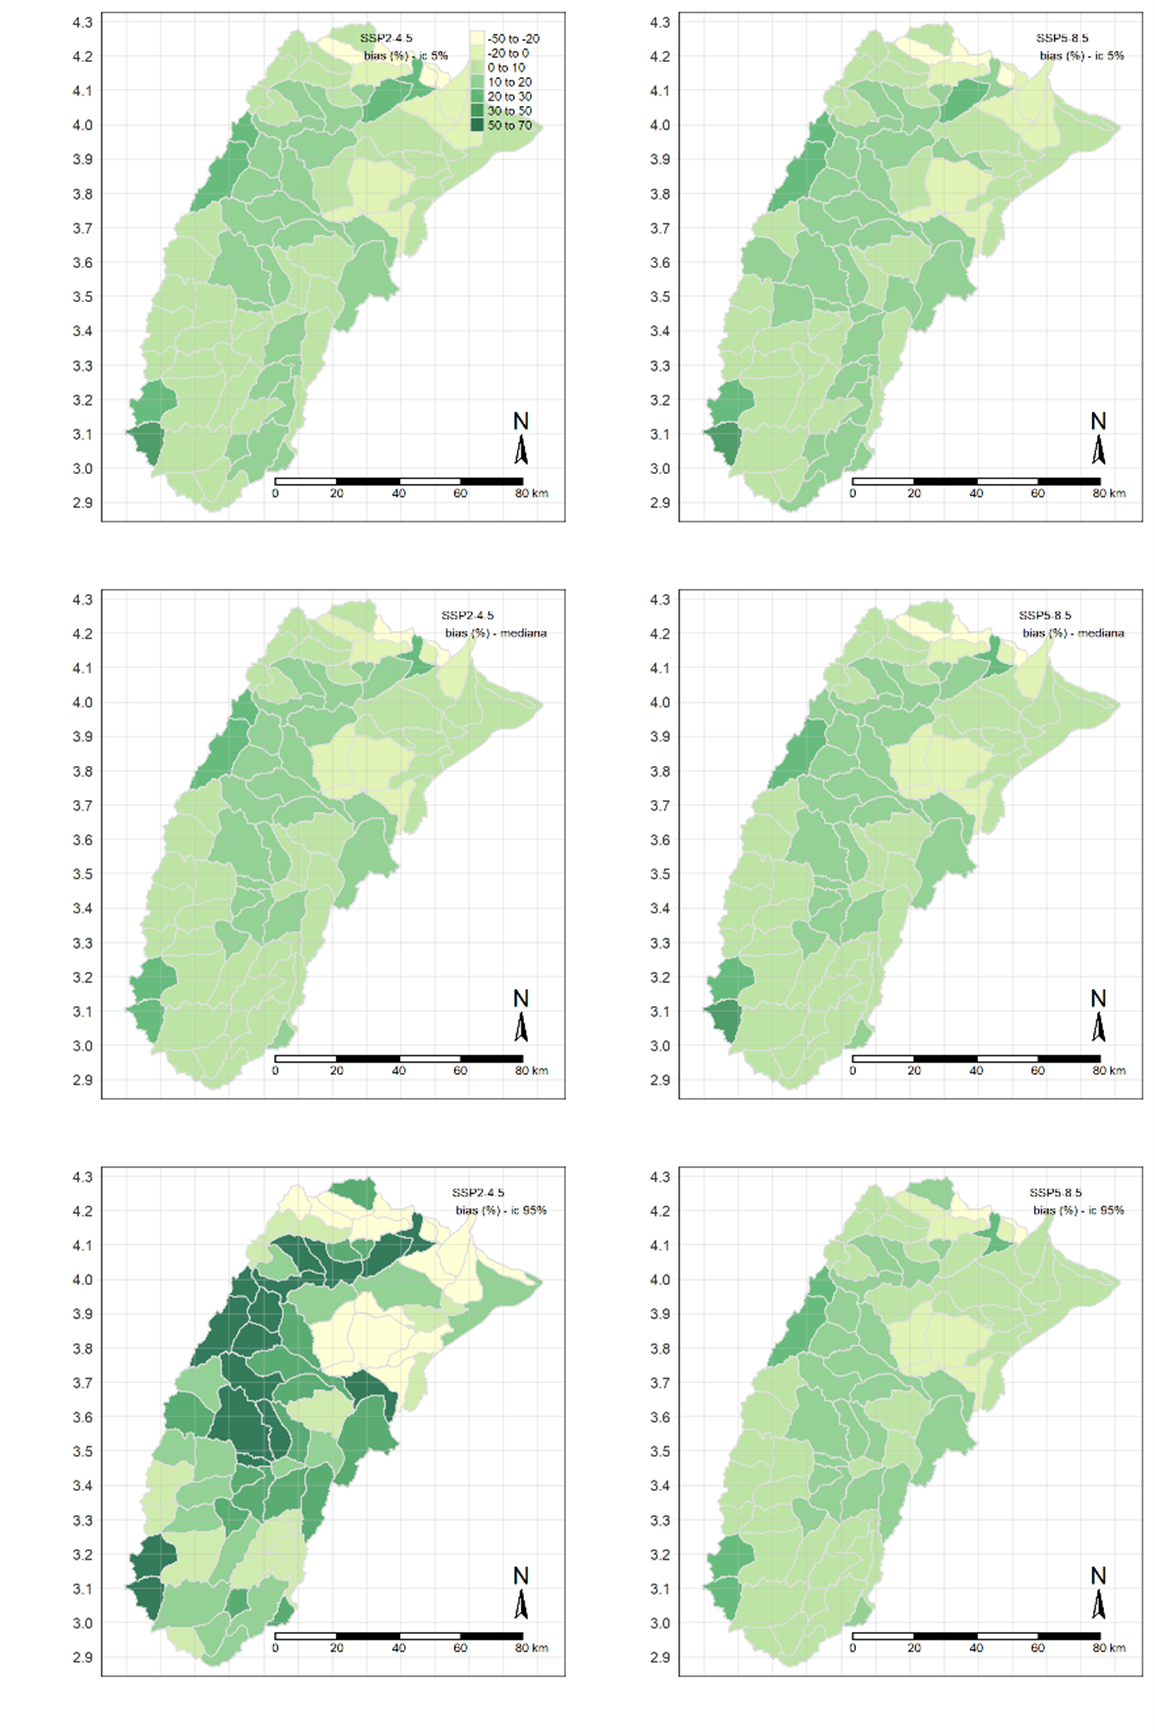 SSP2-4.5
bias (%) - ic 5%
-50 to -20
-20 to 0
0 to 10
10 to 20
20 to 30
30 to 50
50 to 70
4.3
4.2
4.1
4.0
3.9
3.8
3.7
3.6
3.5
3.4
3.3
3.2
3.1
3.0
2.9
N
0 20 40 60 80 km
SSP5-8.5
bias (%) - ic 5%
4.3
4.2
4.1
4.0
3.9
3.8
3.7
3.6
3.5
3.4
3.3
3.2
3.1
3.0
2.9
N
0 20 40 60 80 km
SSP2-4.5
bias (%) - mediana
4.3
4.2
4.1
4.0
3.9
3.8
3.7
3.6
3.5
3.4
3.3
3.2
3.1
3.0
2.9
N
0 20 40 60 80 km
SSP5-8.5
bias (%) - mediana
4.3
4.2
4.1
4.0
3.9
3.8
3.7
3.6
3.5
3.4
3.3
3.2
3.1
3.0
2.9
N
0 20 40 60 80 km
SSP2-4.5
bias (%) - ic 95%
4.3
4.2
4.1
4.0
3.9
3.8
3.7
3.6
3.5
3.4
3.3
3.2
3.1
3.0
2.9
N
0 20 40 60 80 km
SSP5-8.5
bias (%) - ic 95%
4.3
4.2
4.1
4.0
3.9
3.8
3.7
3.6
3.5
3.4
3.3
3.2
3.1
3.0
2.9
N
0 20 40 60 80 km